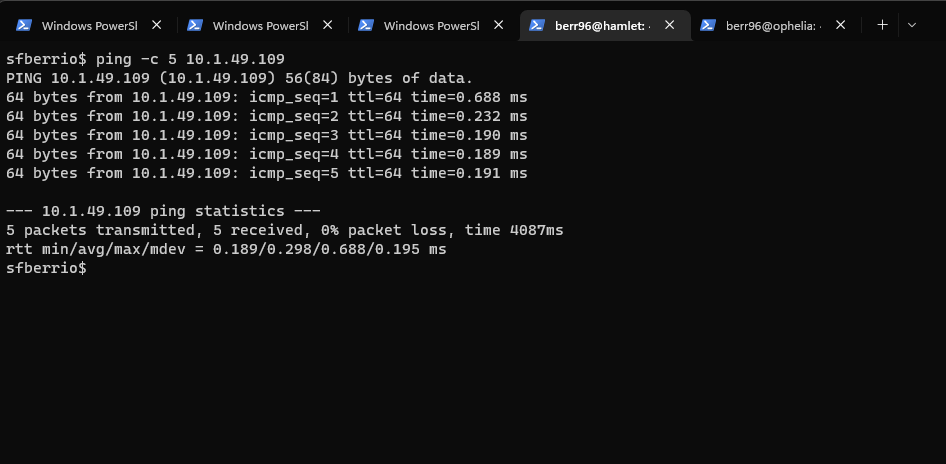 Windows PowerSl
Windows PowerSl
Windows PowerSl
berr96@hamlet: ·
berr96@ophelia: ·
sfberrio$ ping -c 5 10.1.49.109
PING 10.1.49.109 (10.1.49.109) 56(84) bytes of data.
64 bytes from 10.1.49.109: icmp_seq=1 ttl=64 time=0.688 ms
64 bytes from 10.1.49.109: icmp_seq=2 ttl=64 time=0.232 ms
64 bytes from 10.1.49.109: icmp_seq=3 ttl=64 time=0.190 ms
64 bytes from 10.1.49.109: icmp_seq=4 ttl=64 time=0.189 ms
64 bytes from 10.1.49.109: icmp_seq=5 ttl=64 time=0.191 ms

--- 10.1.49.109 ping statistics ---
5 packets transmitted, 5 received, 0% packet loss, time 4087ms
rtt min/avg/max/mdev = 0.189/0.298/0.688/0.195 ms
sfberrio$